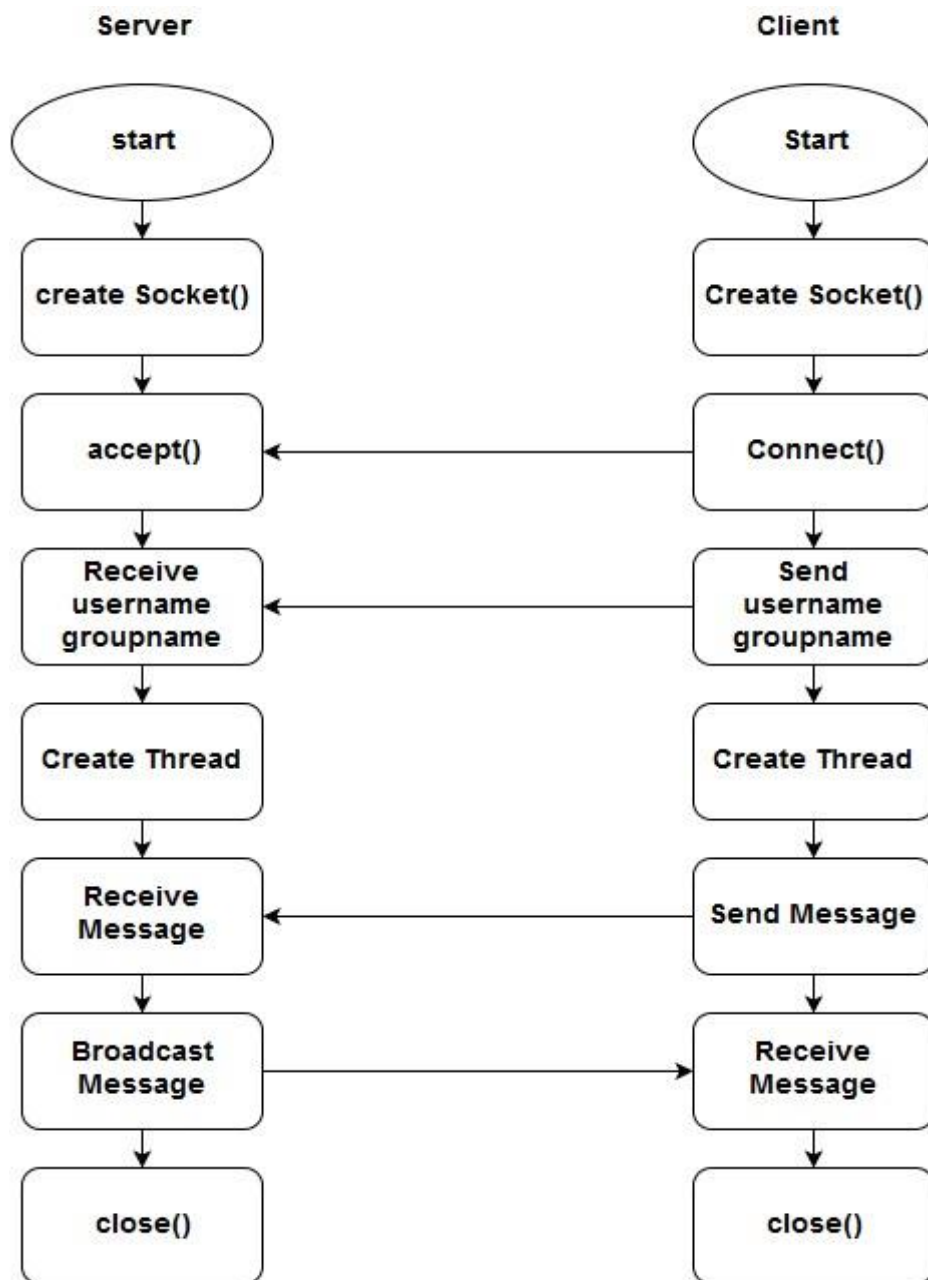 Server
Client
start
Start
create Socket()
Create Socket()
accept()
Connect()
Receive
username
groupname
Send
username
groupname
Create Thread
Create Thread
Receive
Message
Send Message
Broadcast
Message
Receive
Message
close()
close()